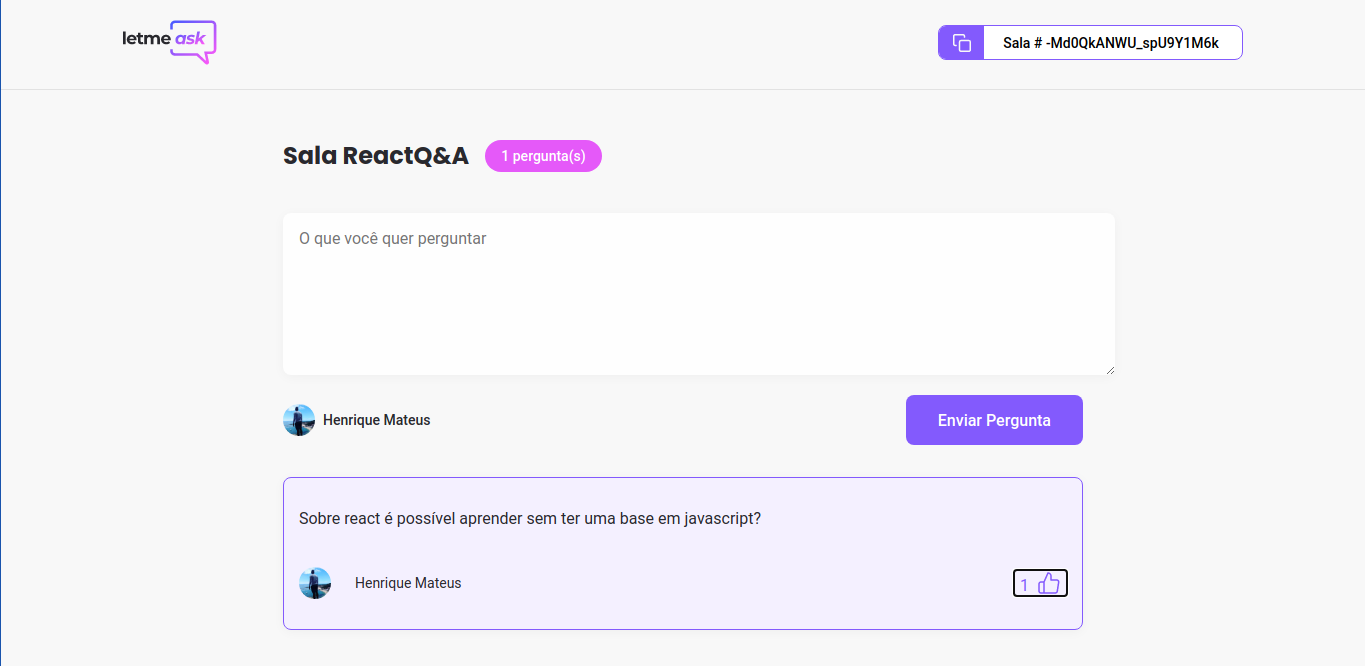 letme ask
Sala # -Md0QkANWU_spU9Y1M6k
Sala ReactQ&A
1 pergunta(s)
O que você quer perguntar
Henrique Mateus
Enviar Pergunta
Sobre react é possível aprender sem ter uma base em javascript?
Henrique Mateus
1